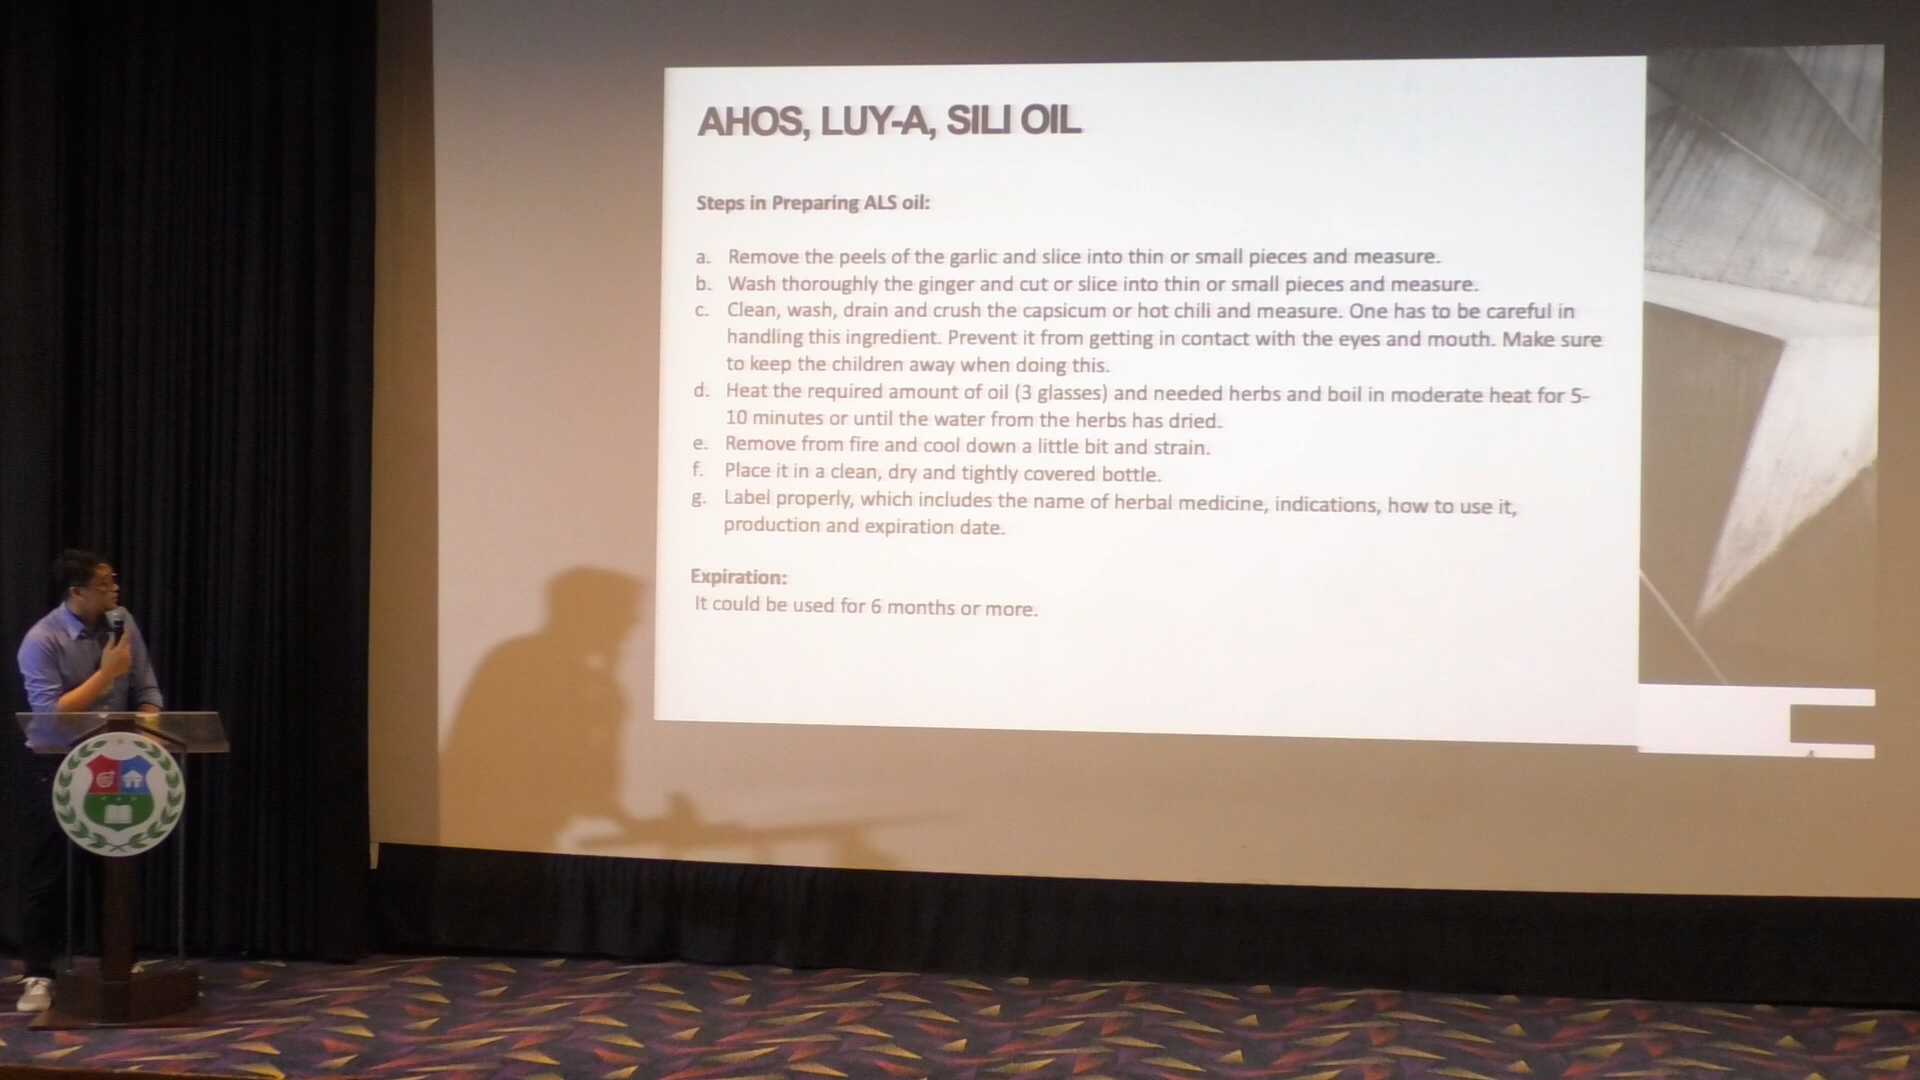 AHOS, LUY-A, SILI OIL
Steps in Preparing ALS oil:
a. Remove the peels of the garlic and slice into thin or small pieces and measure.
b. Wash thoroughly the ginger and cut or slice into thin or small pieces and measure.
c. Clean, wash, drain and crush the capsicum or hot chili and measure. One has to be careful in
handling this ingredient. Prevent it from getting in contact with the eyes and mouth. Make sure
to keep the children away when doing this.
d. Heat the required amount of oil (3 glasses) and needed herbs and boil in moderate heat for 5-
10 minutes or until the water from the herbs has dried.
e. Remove from fire and cool down a little bit and strain.
f. Place it in a clean, dry and tightly covered bottle.
g. Label properly, which includes the name of herbal medicine, indications, how to use it,
production and expiration date.
Expiration:
It could be used for 6 months or more.